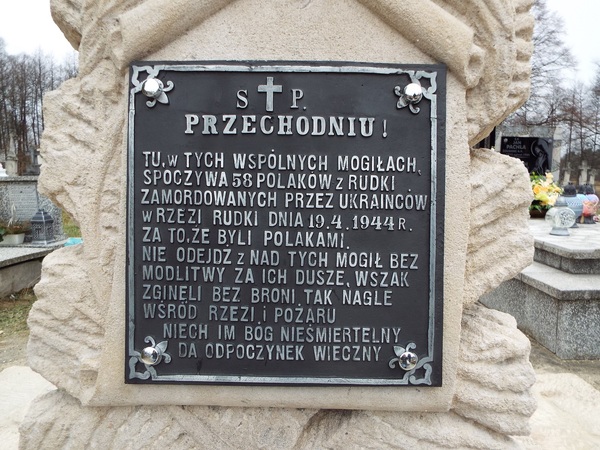 S P.
PRZECHODNIU!
TU, W TYCH WSPÓLNYCH MOGIŁACH,
SPOCZYWA 58 POLAKÓW Z RUDKI
ZAMORDOWANYCH PRZEZ UKRAINCÓW
W RZEZI RUDKI DNIA 19.4.1944 R.
ZA TO, ŻE BYLI POLAKAMI.
NIE ODEJDŹ Z NAD TYCH MOGIŁ BEZ
MODLITWY ZA ICH DUSZE, WSZAK
ZGINĘLI BEZ BRONI, TAK NAGLE
WŚRÓD RZEZI, I POŻARU
NIECH IM BÓG NIEŚMIERTELNY
DA ODPOCZYNEK WIECZNY